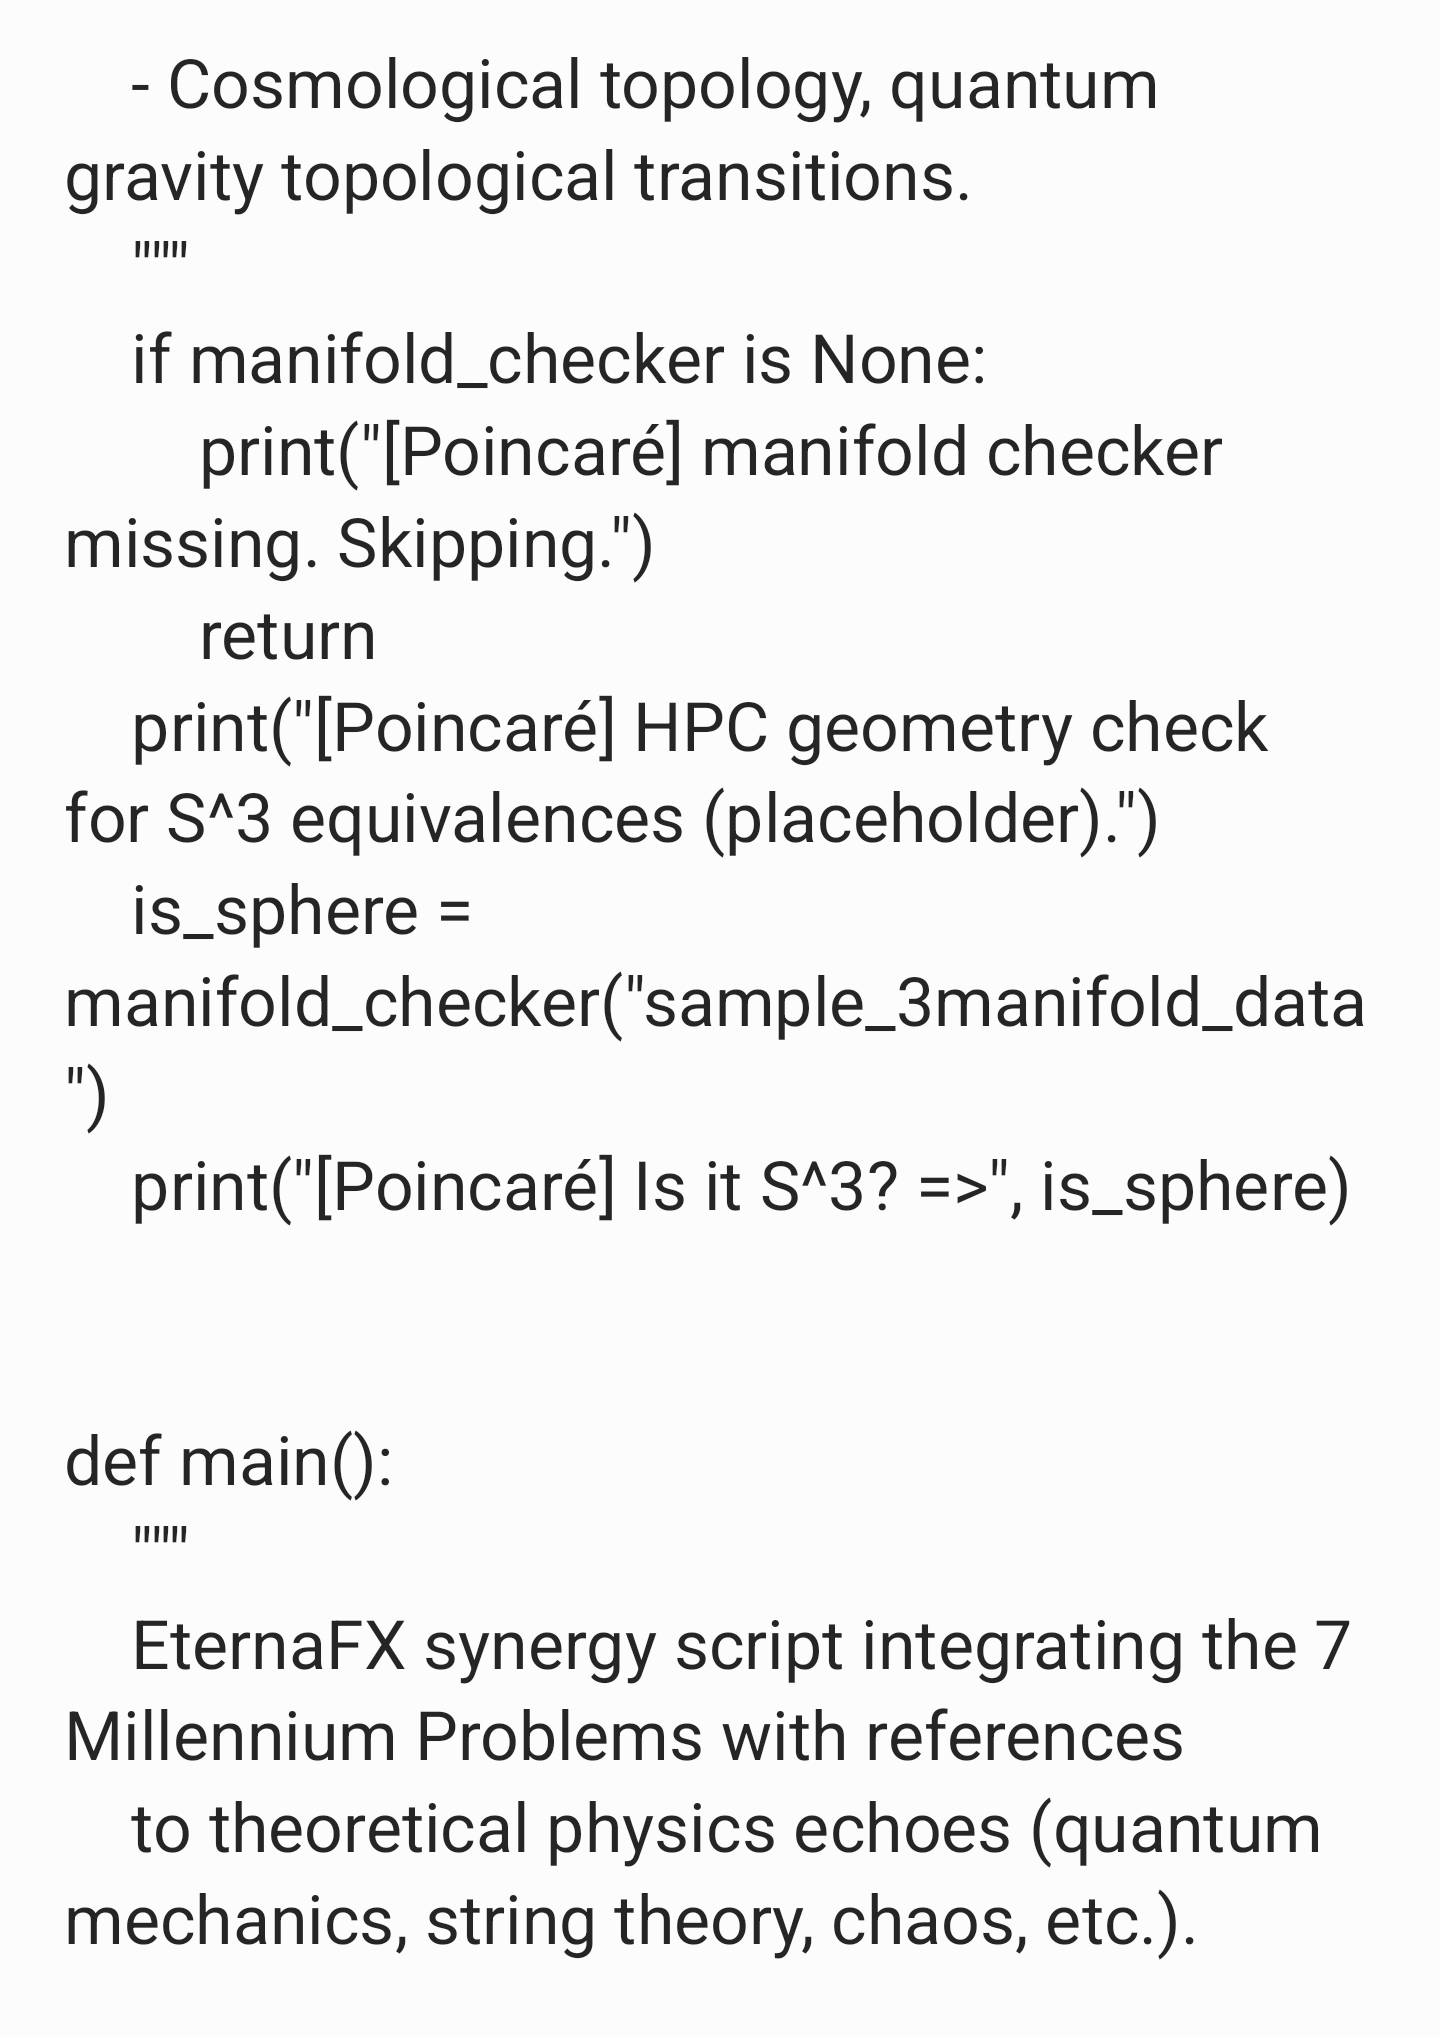 - Cosmological topology, quantum
gravity topological transitions.
"""
if manifold_checker is None:
print("[Poincaré] manifold checker
missing. Skipping.")
return
print("[Poincaré] HPC geometry check
for S^3 equivalences (placeholder).")
is_sphere =
manifold_checker("sample_3manifold_data
")
print("[Poincaré] Is it S^3? =>", is_sphere)
def main():
"""
EternaFX synergy script integrating the 7
Millennium Problems with references
to theoretical physics echoes (quantum
mechanics, string theory, chaos, etc.).